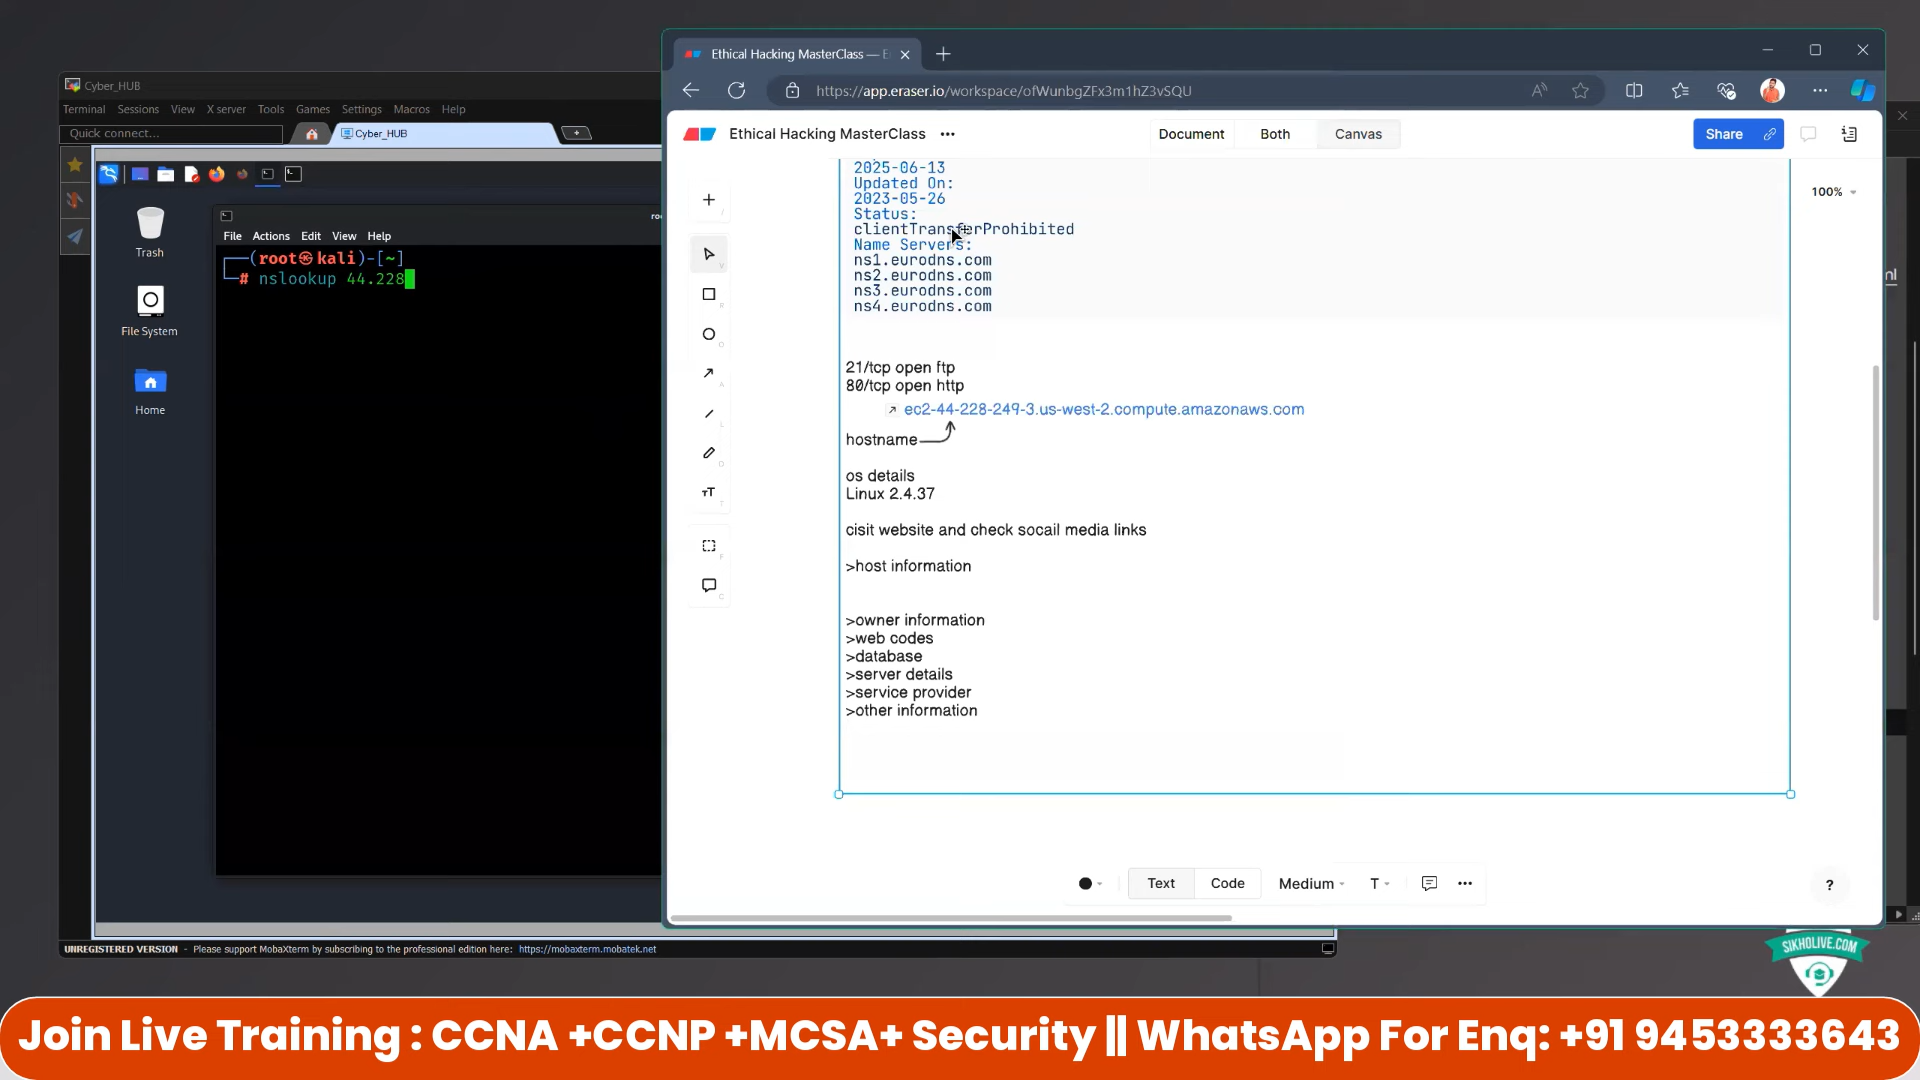 Cyber_HUB
Terminal Sessions View X server Tools Games Settings Macros Help
Quick connect...
Cyber_HUB
Trash
File System
Home
File Actions Edit View Help
(root㉿kali)-[~]
# nslookup 44.228
UNREGISTERED VERSION - Please support MobaXterm by subscribing to the professional edition here: https://mobaxterm.mobatek.net
Ethical Hacking MasterClass — E
https://app.eraser.io/workspace/ofWunbgZFx3m1hZ3vSQU
Ethical Hacking MasterClass
Document Both Canvas
Share
100%
2025-06-13
Updated On:
2023-05-26
Status:
clientTransferProhibited
Name Servers:
ns1.eurodns.com
ns2.eurodns.com
ns3.eurodns.com
ns4.eurodns.com
21/tcp open ftp
80/tcp open http
ec2-44-228-249-3.us-west-2.compute.amazonaws.com
hostname
os details
Linux 2.4.37
cisit website and check socail media links
>host information
>owner information
>web codes
>database
>server details
>service provider
>other information
Text Code Medium T
?
SIKHOLIVE.COM
Join Live Training : CCNA +CCNP +MCSA+ Security || WhatsApp For Enq: +91 9453333643